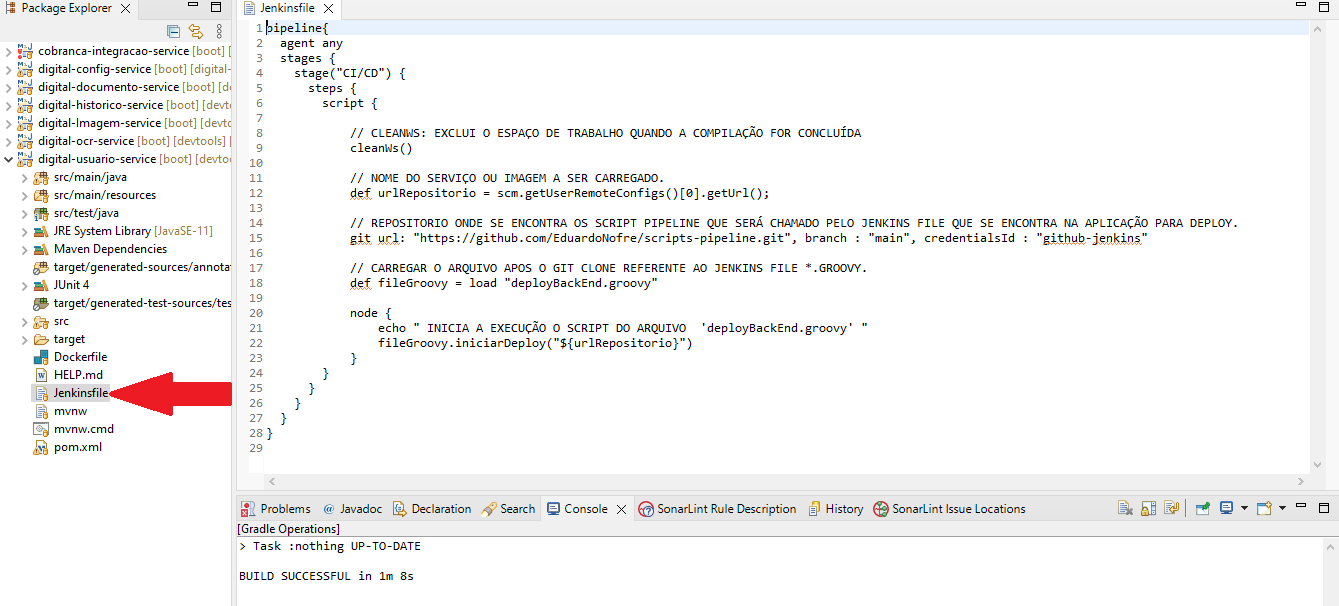 Package Explorer
cobranca-integracao-service [boot] [
digital-config-service [boot] [digital-
digital-documento-service [boot] [d
digital-historico-service [boot] [devto
digital-Imagem-service [boot] [devto
digital-ocr-service [boot] [devtools] [
digital-usuario-service [boot] [devto
src/main/java
src/main/resources
src/test/java
JRE System Library [JavaSE-11]
Maven Dependencies
target/generated-sources/annota
JUnit 4
target/generated-test-sources/tes
src
target
Dockerfile
HELP.md
Jenkinsfile
mvnw
mvnw.cmd
pom.xml
Jenkinsfile
1 pipeline{
2 agent any
3 stages {
4 stage("CI/CD") {
5 steps {
6 script {
7
8 // CLEANWS: EXCLUI O ESPAÇO DE TRABALHO QUANDO A COMPILAÇÃO FOR CONCLUÍDA
9 cleanWs()
10
11 // NOME DO SERVIÇO OU IMAGEM A SER CARREGADO.
12 def urlRepositorio = scm.getUserRemoteConfigs()[0].getUrl();
13
14 // REPOSITORIO ONDE SE ENCONTRA OS SCRIPT PIPELINE QUE SERÁ CHAMADO PELO JENKINS FILE QUE SE ENCONTRA NA APLICAÇÃO PARA DEPLOY.
15 git url: "https://github.com/EduardoNofre/scripts-pipeline.git", branch : "main", credentialsId : "github-jenkins"
16
17 // CARREGAR O ARQUIVO APOS O GIT CLONE REFERENTE AO JENKINS FILE *.GROOVY.
18 def fileGroovy = load "deployBackEnd.groovy"
19
20 node {
21 echo " INICIA A EXECUÇÃO O SCRIPT DO ARQUIVO 'deployBackEnd.groovy' "
22 fileGroovy.iniciarDeploy("${urlRepositorio}")
23 }
24 }
25 }
26 }
27 }
28 }
29
Problems @ Javadoc Declaration Search Console SonarLint Rule Description History SonarLint Issue Locations
[Gradle Operations]
> Task :nothing UP-TO-DATE
BUILD SUCCESSFUL in 1m 8s